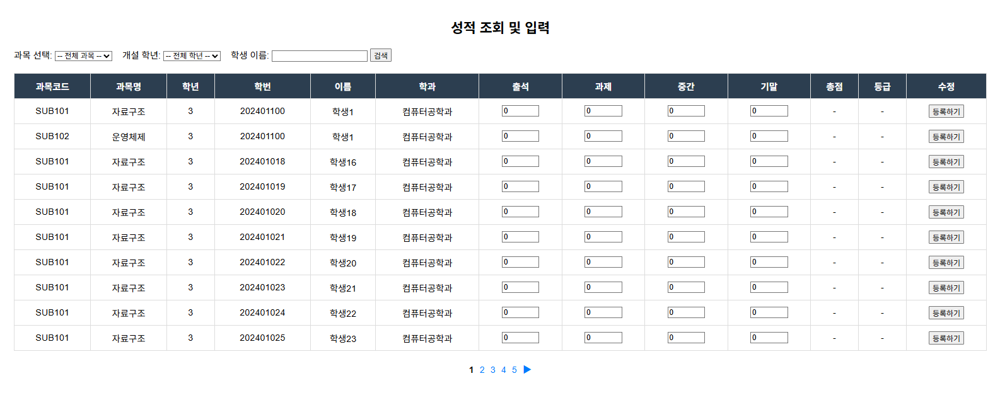 성적 조회 및 입력
과목 선택: -- 전체 과목 -- 개설 학년: -- 전체 학년 -- 학생 이름: 검색
과목코드 과목명 학년 학번 이름 학과 출석 과제 중간 기말 총점 등급 수정
SUB101 자료구조 3 202401100 학생1 컴퓨터공학과 0 0 0 0 - - 등록하기
SUB102 운영체제 3 202401100 학생1 컴퓨터공학과 0 0 0 0 - - 등록하기
SUB101 자료구조 3 202401018 학생16 컴퓨터공학과 0 0 0 0 - - 등록하기
SUB101 자료구조 3 202401019 학생17 컴퓨터공학과 0 0 0 0 - - 등록하기
SUB101 자료구조 3 202401020 학생18 컴퓨터공학과 0 0 0 0 - - 등록하기
SUB101 자료구조 3 202401021 학생19 컴퓨터공학과 0 0 0 0 - - 등록하기
SUB101 자료구조 3 202401022 학생20 컴퓨터공학과 0 0 0 0 - - 등록하기
SUB101 자료구조 3 202401023 학생21 컴퓨터공학과 0 0 0 0 - - 등록하기
SUB101 자료구조 3 202401024 학생22 컴퓨터공학과 0 0 0 0 - - 등록하기
SUB101 자료구조 3 202401025 학생23 컴퓨터공학과 0 0 0 0 - - 등록하기
1 2 3 4 5 ▶